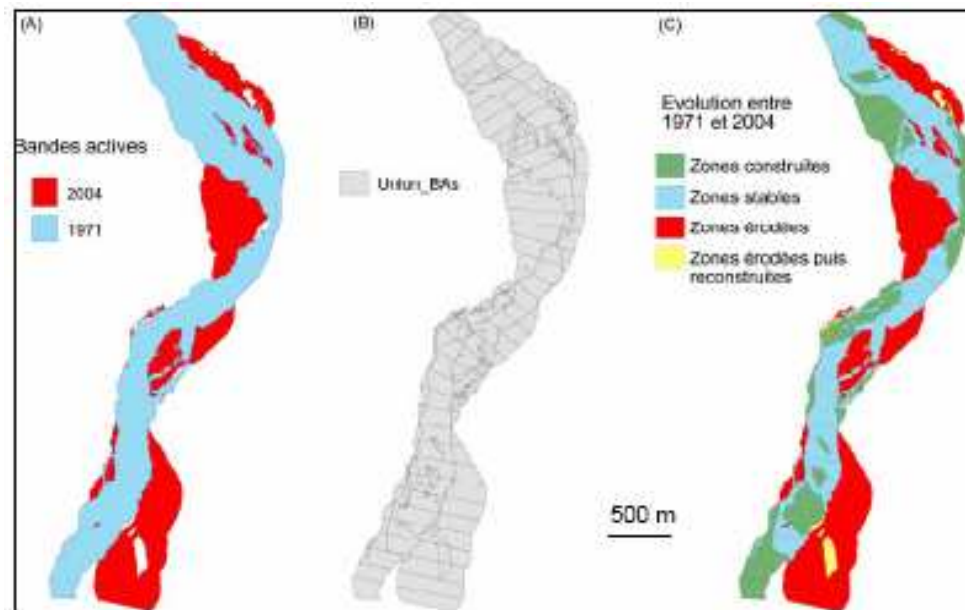 (A)
Bandes actives
2004
1971
(B)
(C)
Evolution entre
1971 et 2004
Zones construites
Zones stables
Zones érodées
Zones érodées puis
reconstruites
500 m